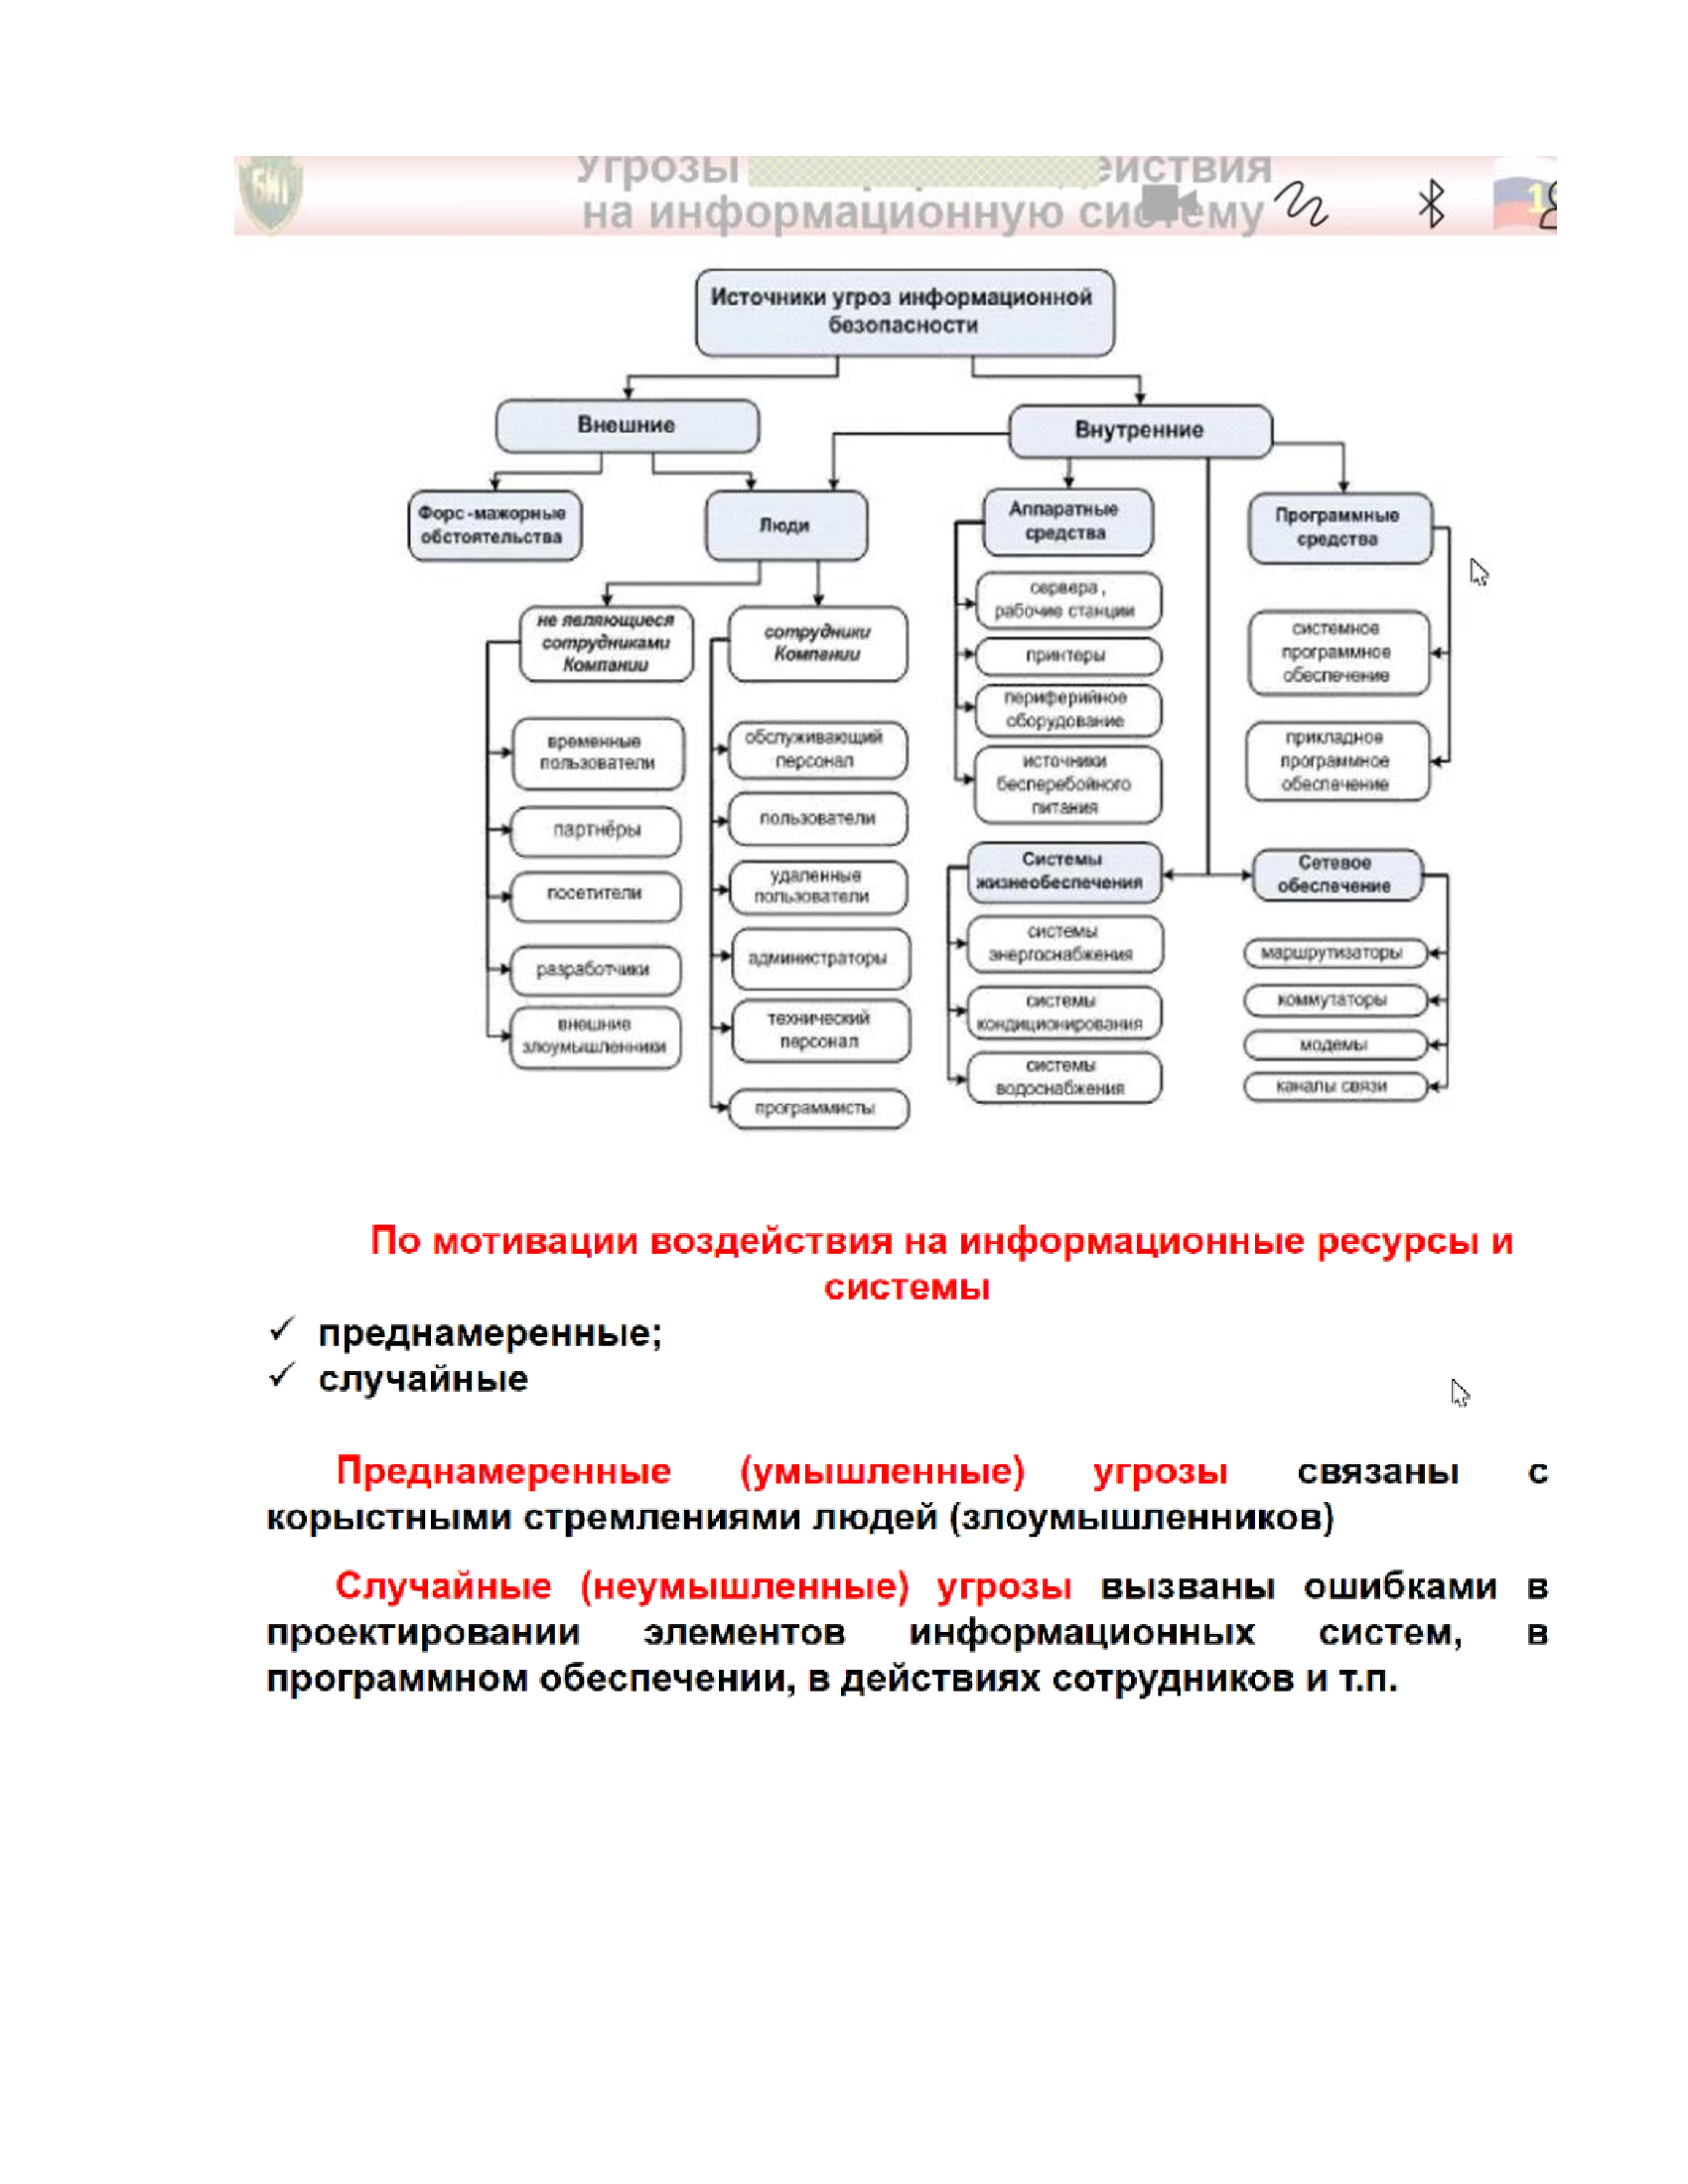 БИТ
Угрозы
на информационную систему
Источники угроз информационной
безопасности
Внешние
Внутренние
Форс-мажорные
обстоятельства
Люди
Аппаратные
средства
Программные
средства
не являющиеся
сотрудниками
Компании
временные
пользователи
партнёры
посетители
разработчики
внешние
злоумышленники
сотрудники
Компании
обслуживающий
персонал
пользователи
удаленные
пользователи
администраторы
технический
персонал
программисты
сервера,
рабочие станции
принтеры
периферийное
оборудование
источники
бесперебойного
питания
системное
программное
обеспечение
прикладное
программное
обеспечение
Системы
жизнеобеспечения
системы
энергоснабжения
системы
кондиционирования
системы
водоснабжения
Сетевое
обеспечение
маршрутизаторы
коммутаторы
модемы
каналы связи
По мотивации воздействия на информационные ресурсы и
системы
✓ преднамеренные;
✓ случайные
Преднамеренные (умышленные) угрозы связаны с
корыстными стремлениями людей (злоумышленников)
Случайные (неумышленные) угрозы вызваны ошибками в
проектировании элементов информационных систем, в
программном обеспечении, в действиях сотрудников и т.п.